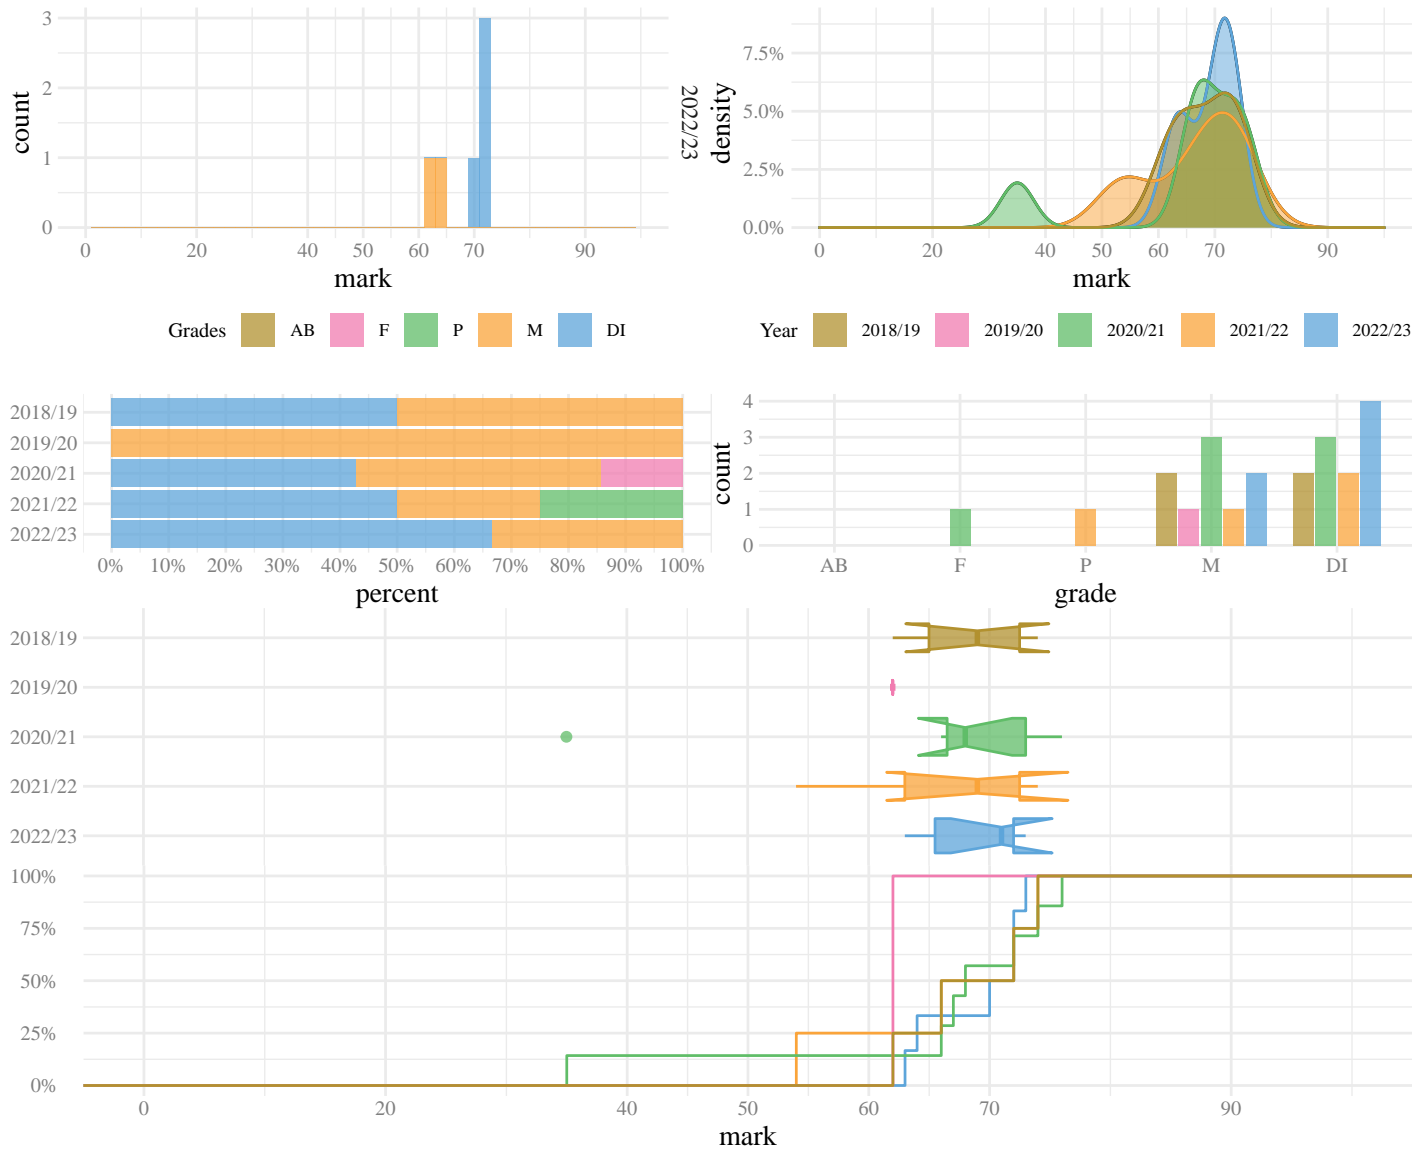 3
2
1
0
count
0 20 40 50 60 70 90
mark
2022/23
7.5%
5.0%
2.5%
0.0%
density
0 20 40 50 60 70 90
mark
Grades AB F P M DI
Year 2018/19 2019/20 2020/21 2021/22 2022/23
2018/19
2019/20
2020/21
2021/22
2022/23
0% 10% 20% 30% 40% 50% 60% 70% 80% 90% 100%
percent
4
3
2
1
0
count
AB F P M DI
grade
2018/19
2019/20
2020/21
2021/22
2022/23
100%
75%
50%
25%
0%
0 20 40 60 70 90
mark